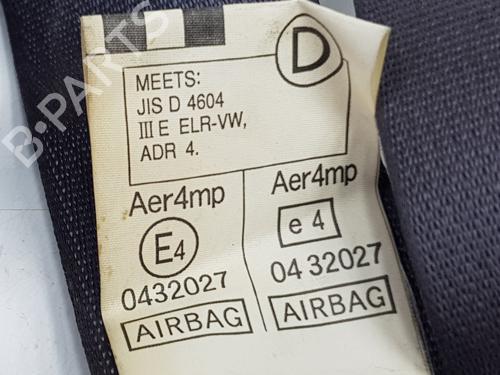 D
MEETS:
JIS D 4604
III E ELR-VW,
ADR 4.
Aer4mp
E4
0432027
AIRBAG
Aer4mp
e 4
04 32027
AIRBAG
B-PARTS